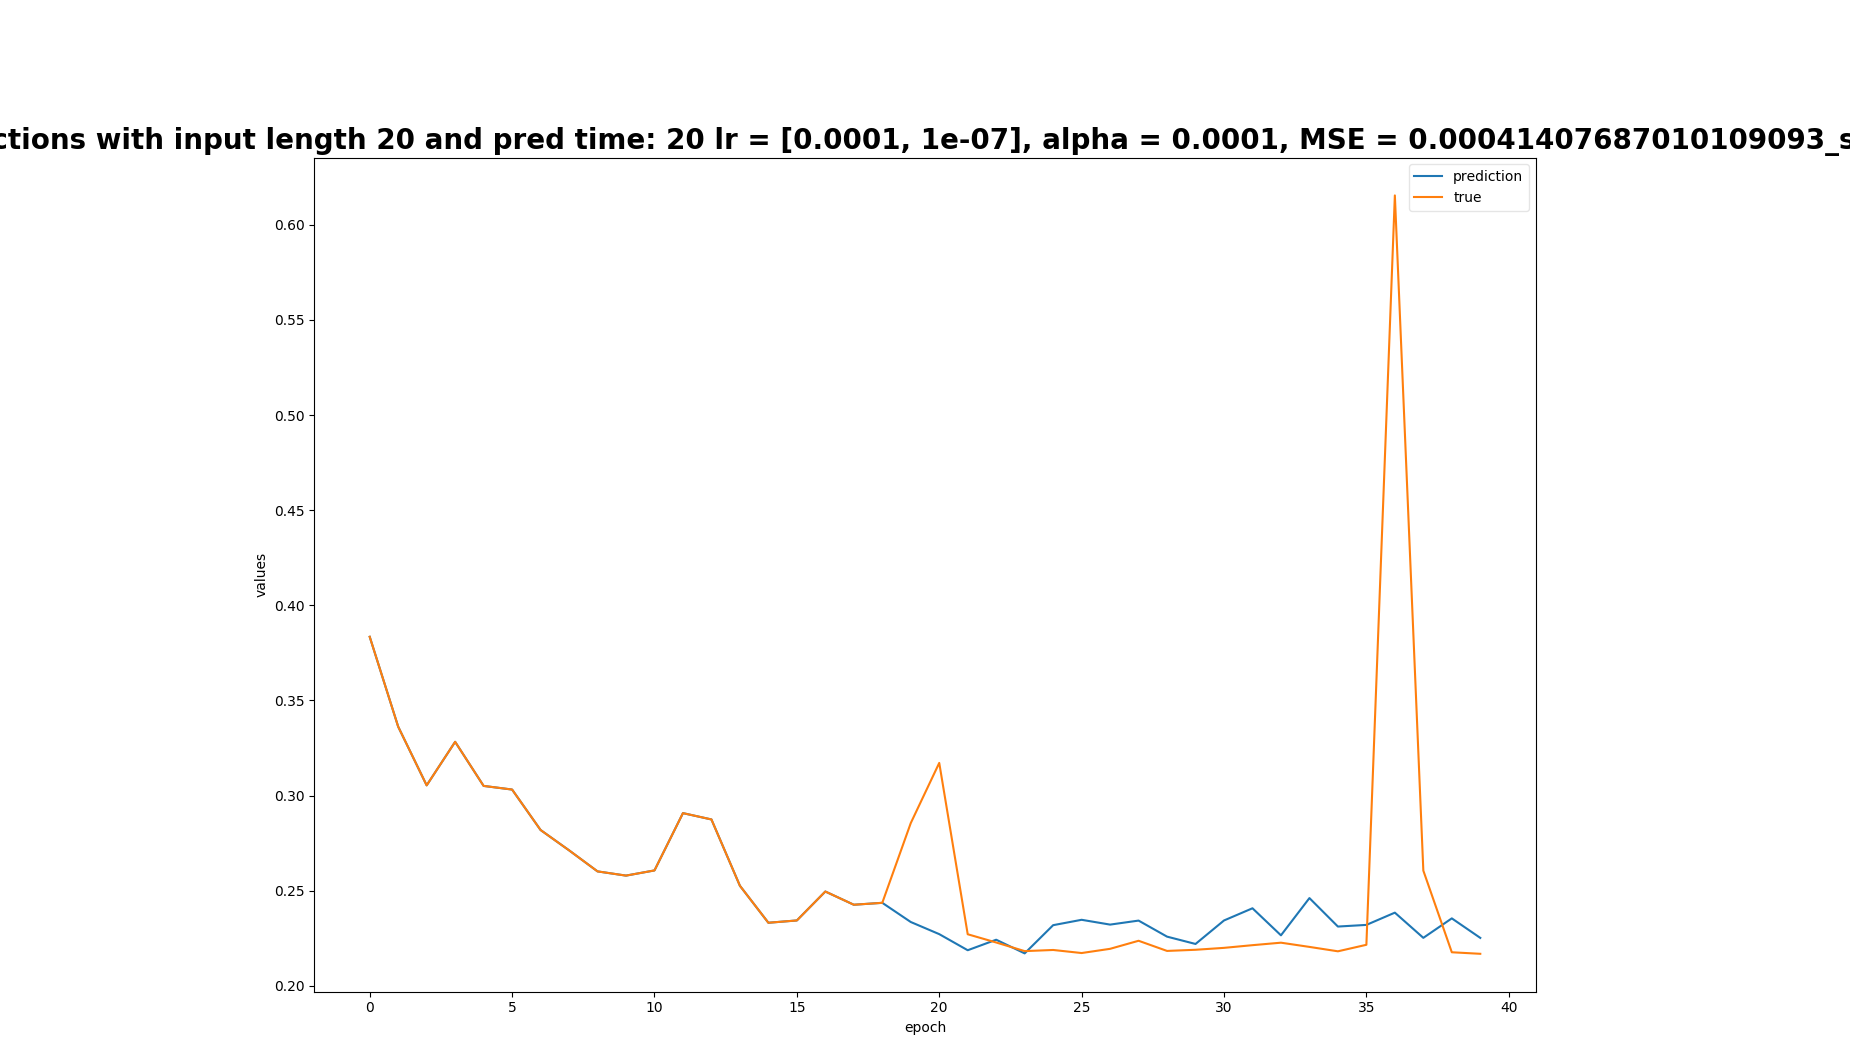 ctions with input length 20 and pred time: 20 lr = [0.0001, 1e-07], alpha = 0.0001, MSE = 0.00041407687010109093_s
prediction
true
0.60
0.55
0.50
0.45
0.40
0.35
0.30
0.25
0.20
values
0 5 10 15 20 25 30 35 40
epoch